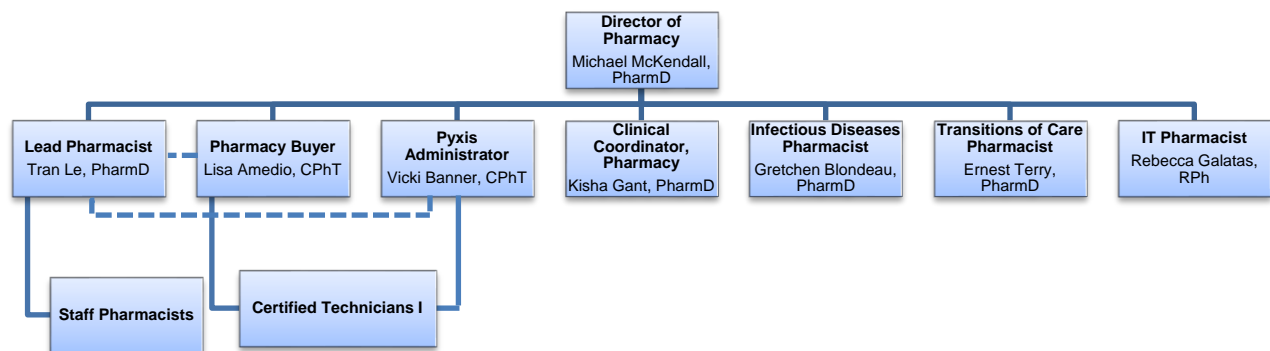 Director of
Pharmacy
Michael McKendall,
PharmD
Lead Pharmacist
Tran Le, PharmD
Pharmacy Buyer
Lisa Amedio, CPhT
Pyxis
Administrator
Vicki Banner, CPhT
Clinical
Coordinator,
Pharmacy
Kisha Gant, PharmD
Infectious Diseases
Pharmacist
Gretchen Blondeau,
PharmD
Transitions of Care
Pharmacist
Ernest Terry,
PharmD
IT Pharmacist
Rebecca Galatas,
RPh
Staff Pharmacists
Certified Technicians I